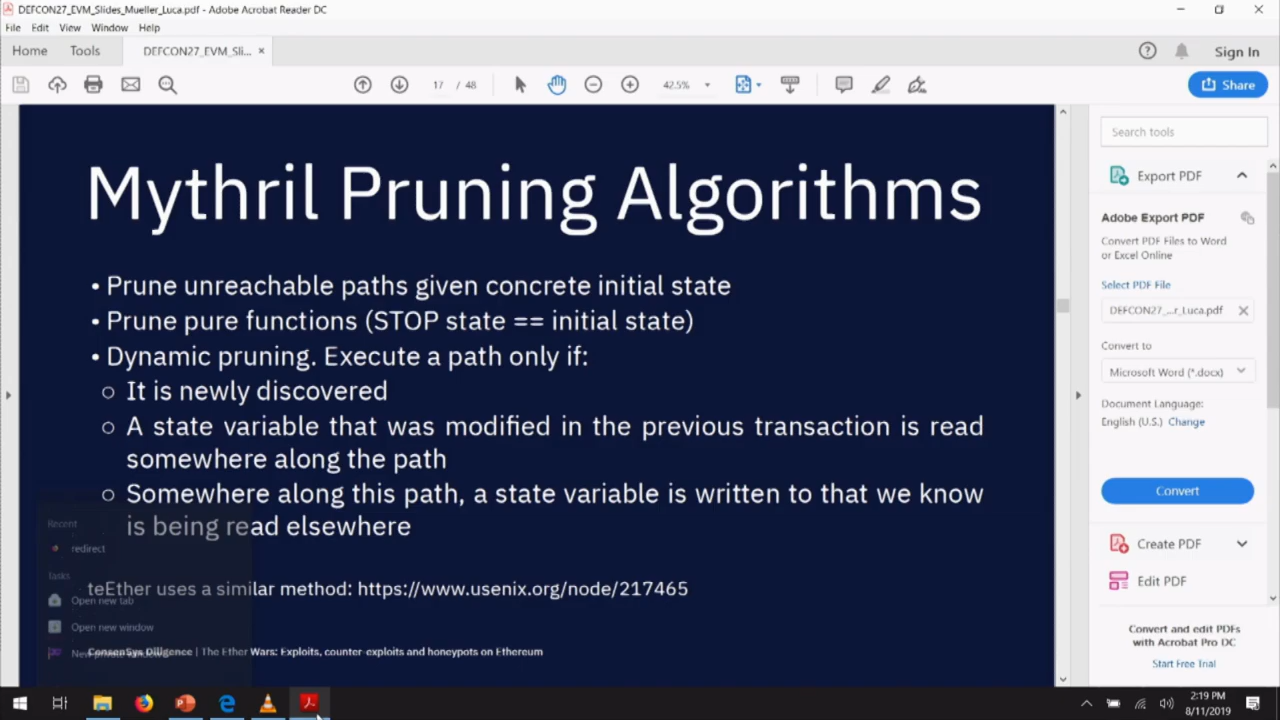 DEFCON27_EVM_Slides_Mueller_Luca.pdf - Adobe Acrobat Reader DC
File Edit View Window Help
Home Tools DEFCON27_EVM_Sli... × Sign In
17 / 48 42.5% Share
Mythril Pruning Algorithms
• Prune unreachable paths given concrete initial state
• Prune pure functions (STOP state == initial state)
• Dynamic pruning. Execute a path only if:
○ It is newly discovered
○ A state variable that was modified in the previous transaction is read
somewhere along the path
○ Somewhere along this path, a state variable is written to that we know
is being read elsewhere
teEther uses a similar method: https://www.usenix.org/node/217465
ConsenSys Diligence | The Ether Wars: Exploits, counter-exploits and honeypots on Ethereum
Recent
redirect
Tasks
Open new tab
Open new window
Search tools
Export PDF
Adobe Export PDF
Convert PDF Files to Word
or Excel Online
Select PDF File
DEFCON27_...r_Luca.pdf
Convert to
Microsoft Word (*.docx)
Document Language:
English (U.S.) Change
Convert
Create PDF
Edit PDF
Convert and edit PDFs
with Acrobat Pro DC
Start Free Trial
2:19 PM
8/11/2019